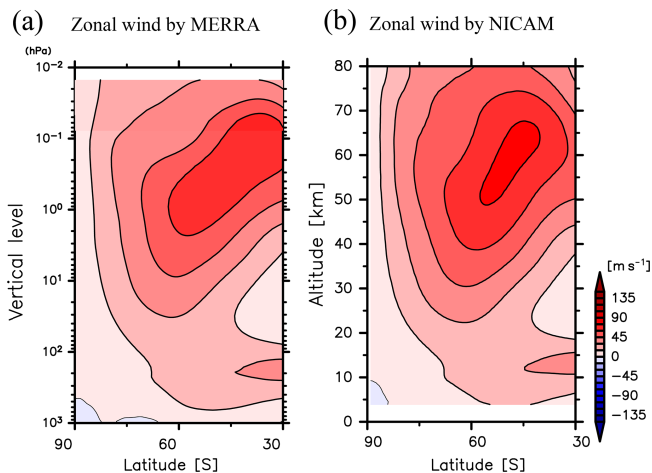 (a) Zonal wind by MERRA
(hPa)
10⁻²
10⁻¹
10⁰
10¹
10²
10³
Vertical level
90 60 30
Latitude [S]
(b) Zonal wind by NICAM
80
70
60
50
40
30
20
10
0
Altitude [km]
90 60 30
Latitude [S]
[m s⁻¹]
135
90
45
0
−45
−90
−135